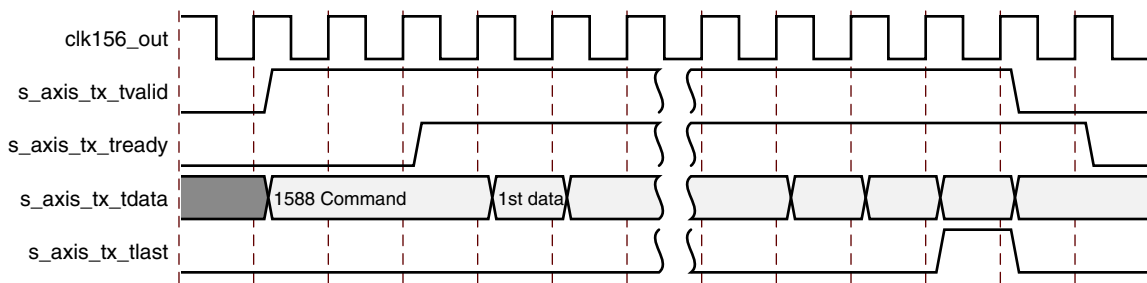 clk156_out
s_axis_tx_tvalid
s_axis_tx_tready
s_axis_tx_tdata 1588 Command 1st data
s_axis_tx_tlast